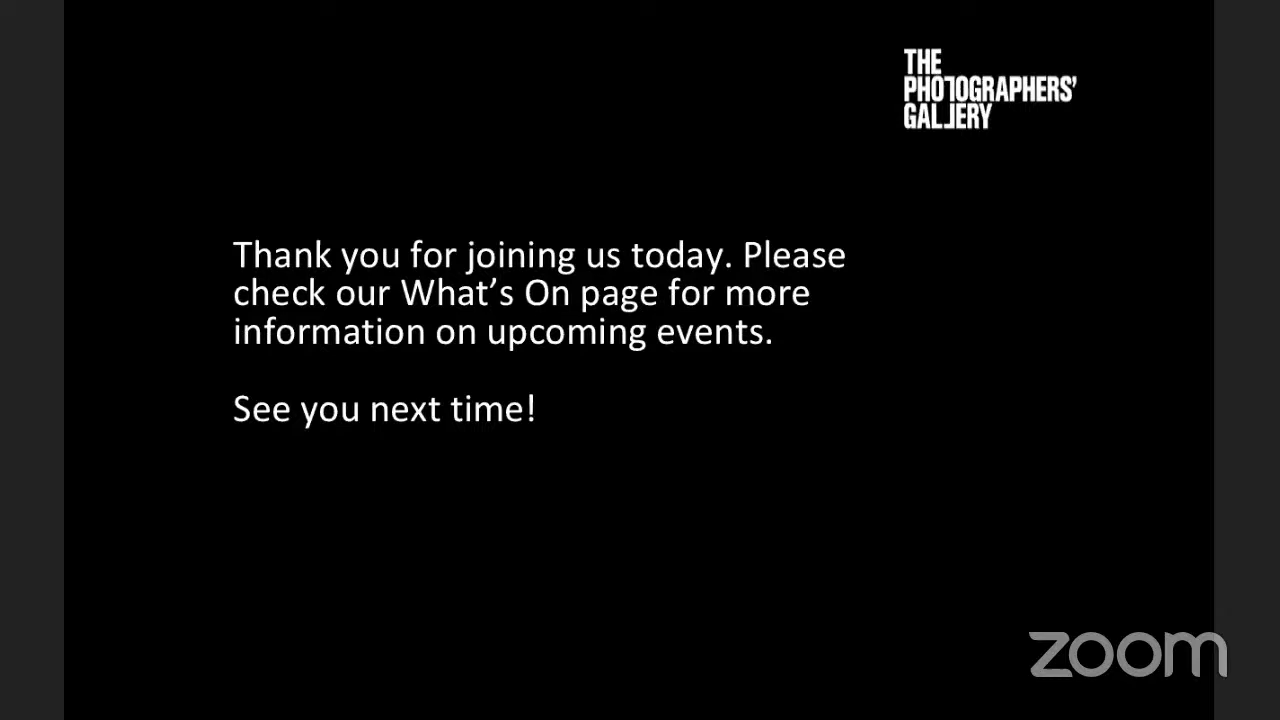 THE
PHOTOGRAPHERS'
GALLERY
Thank you for joining us today. Please
check our What’s On page for more
information on upcoming events.
See you next time!
zoom